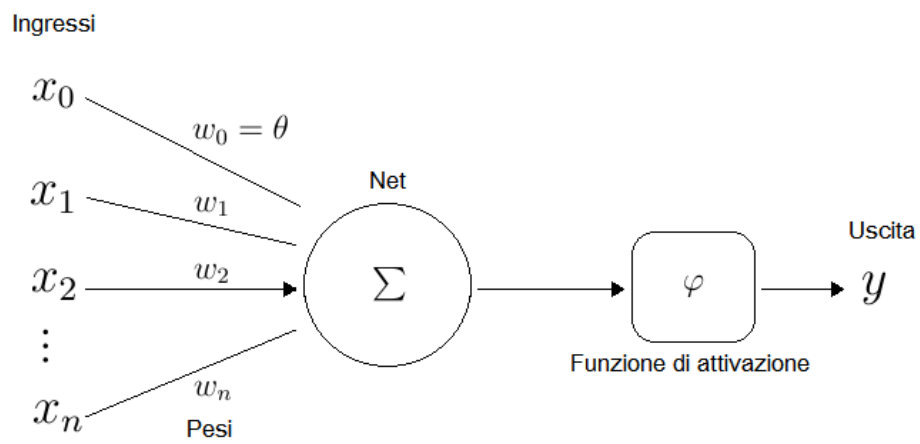 Ingressi
x₀
w₀ = θ
x₁
w₁
Net
x₂
w₂
∑
φ
Uscita
y
⋮
xₙ
wₙ
Pesi
Funzione di attivazione